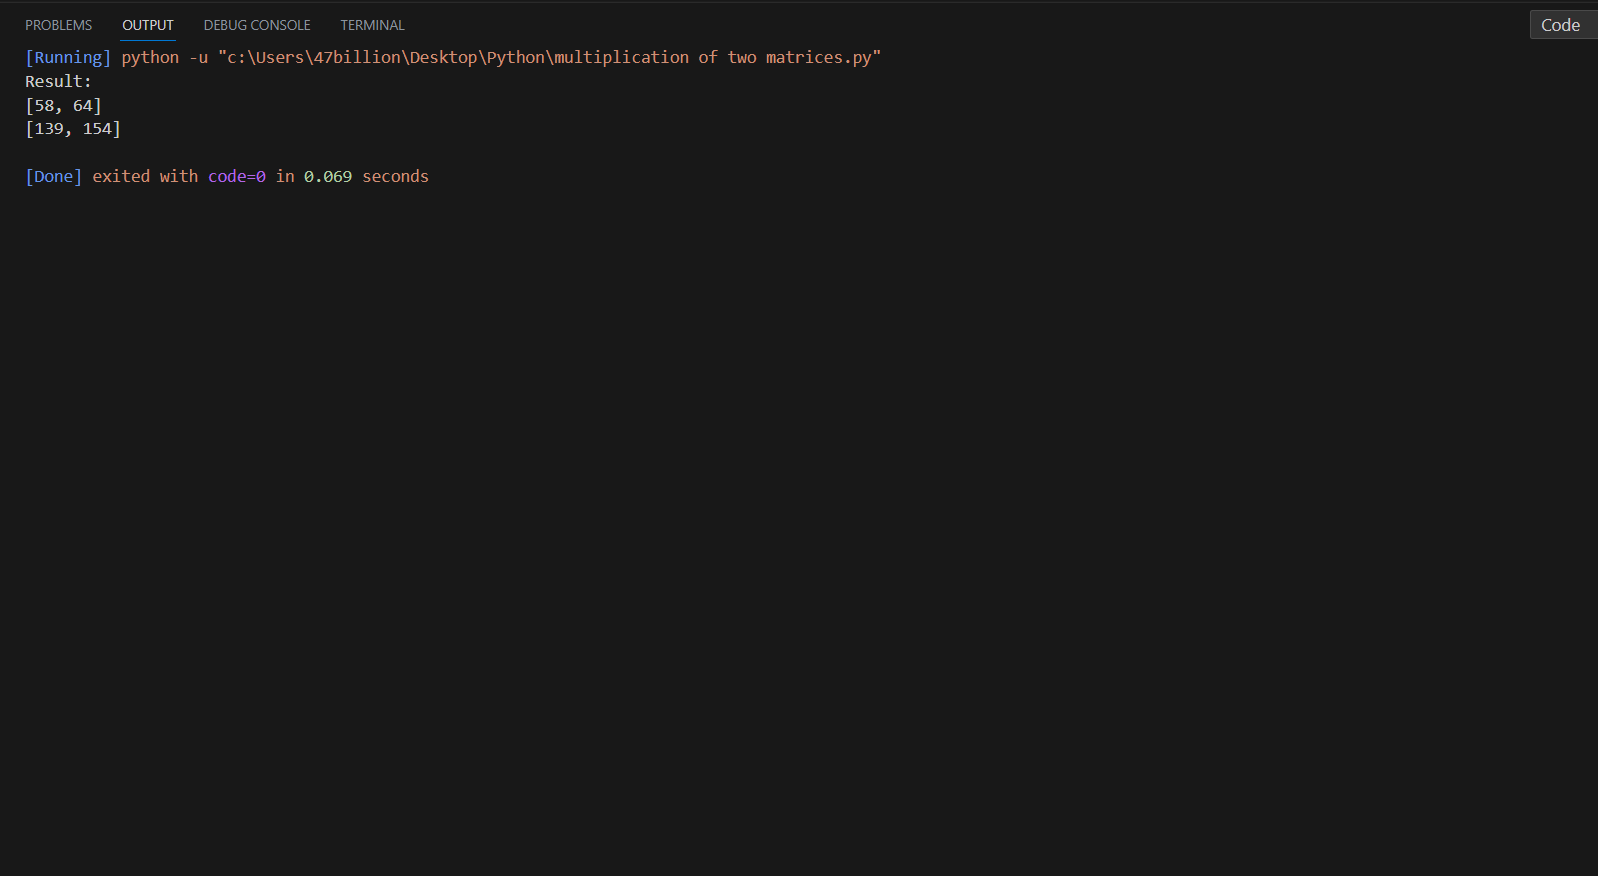 PROBLEMS OUTPUT DEBUG CONSOLE TERMINAL Code
[Running] python -u "c:\Users\47billion\Desktop\Python\multiplication of two matrices.py"
Result:
[58, 64]
[139, 154]
[Done] exited with code=0 in 0.069 seconds